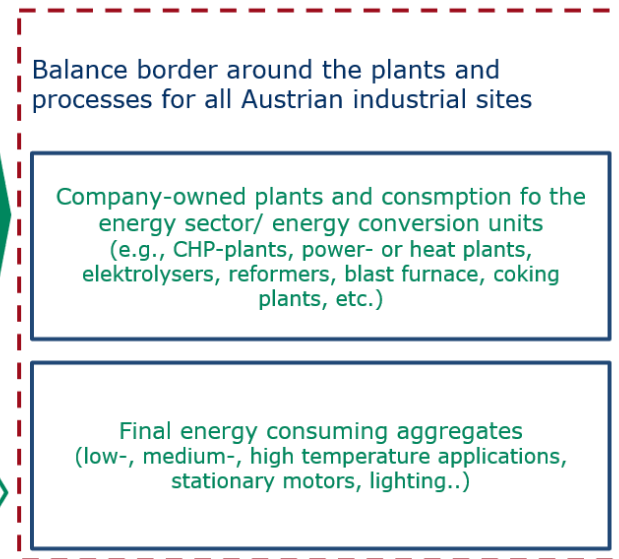 Balance border around the plants and
processes for all Austrian industrial sites
Company-owned plants and consmption fo the
energy sector/ energy conversion units
(e.g., CHP-plants, power- or heat plants,
elektrolysers, reformers, blast furnace, coking
plants, etc.)
Final energy consuming aggregates
(low-, medium-, high temperature applications,
stationary motors, lighting..)